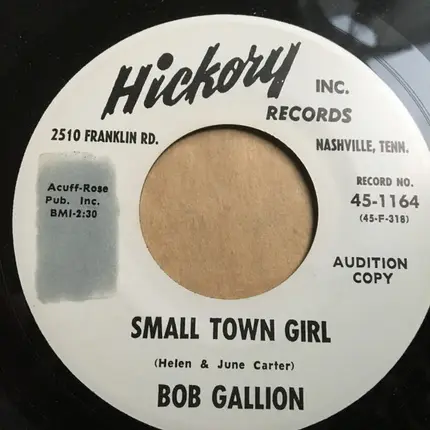 Hickory INC.
RECORDS
2510 FRANKLIN RD.
NASHVILLE, TENN.
Acuff-Rose
Pub. Inc.
BMI-2:30
RECORD NO.
45-1164
(45-F-318)
AUDITION
COPY
SMALL TOWN GIRL
(Helen & June Carter)
BOB GALLION